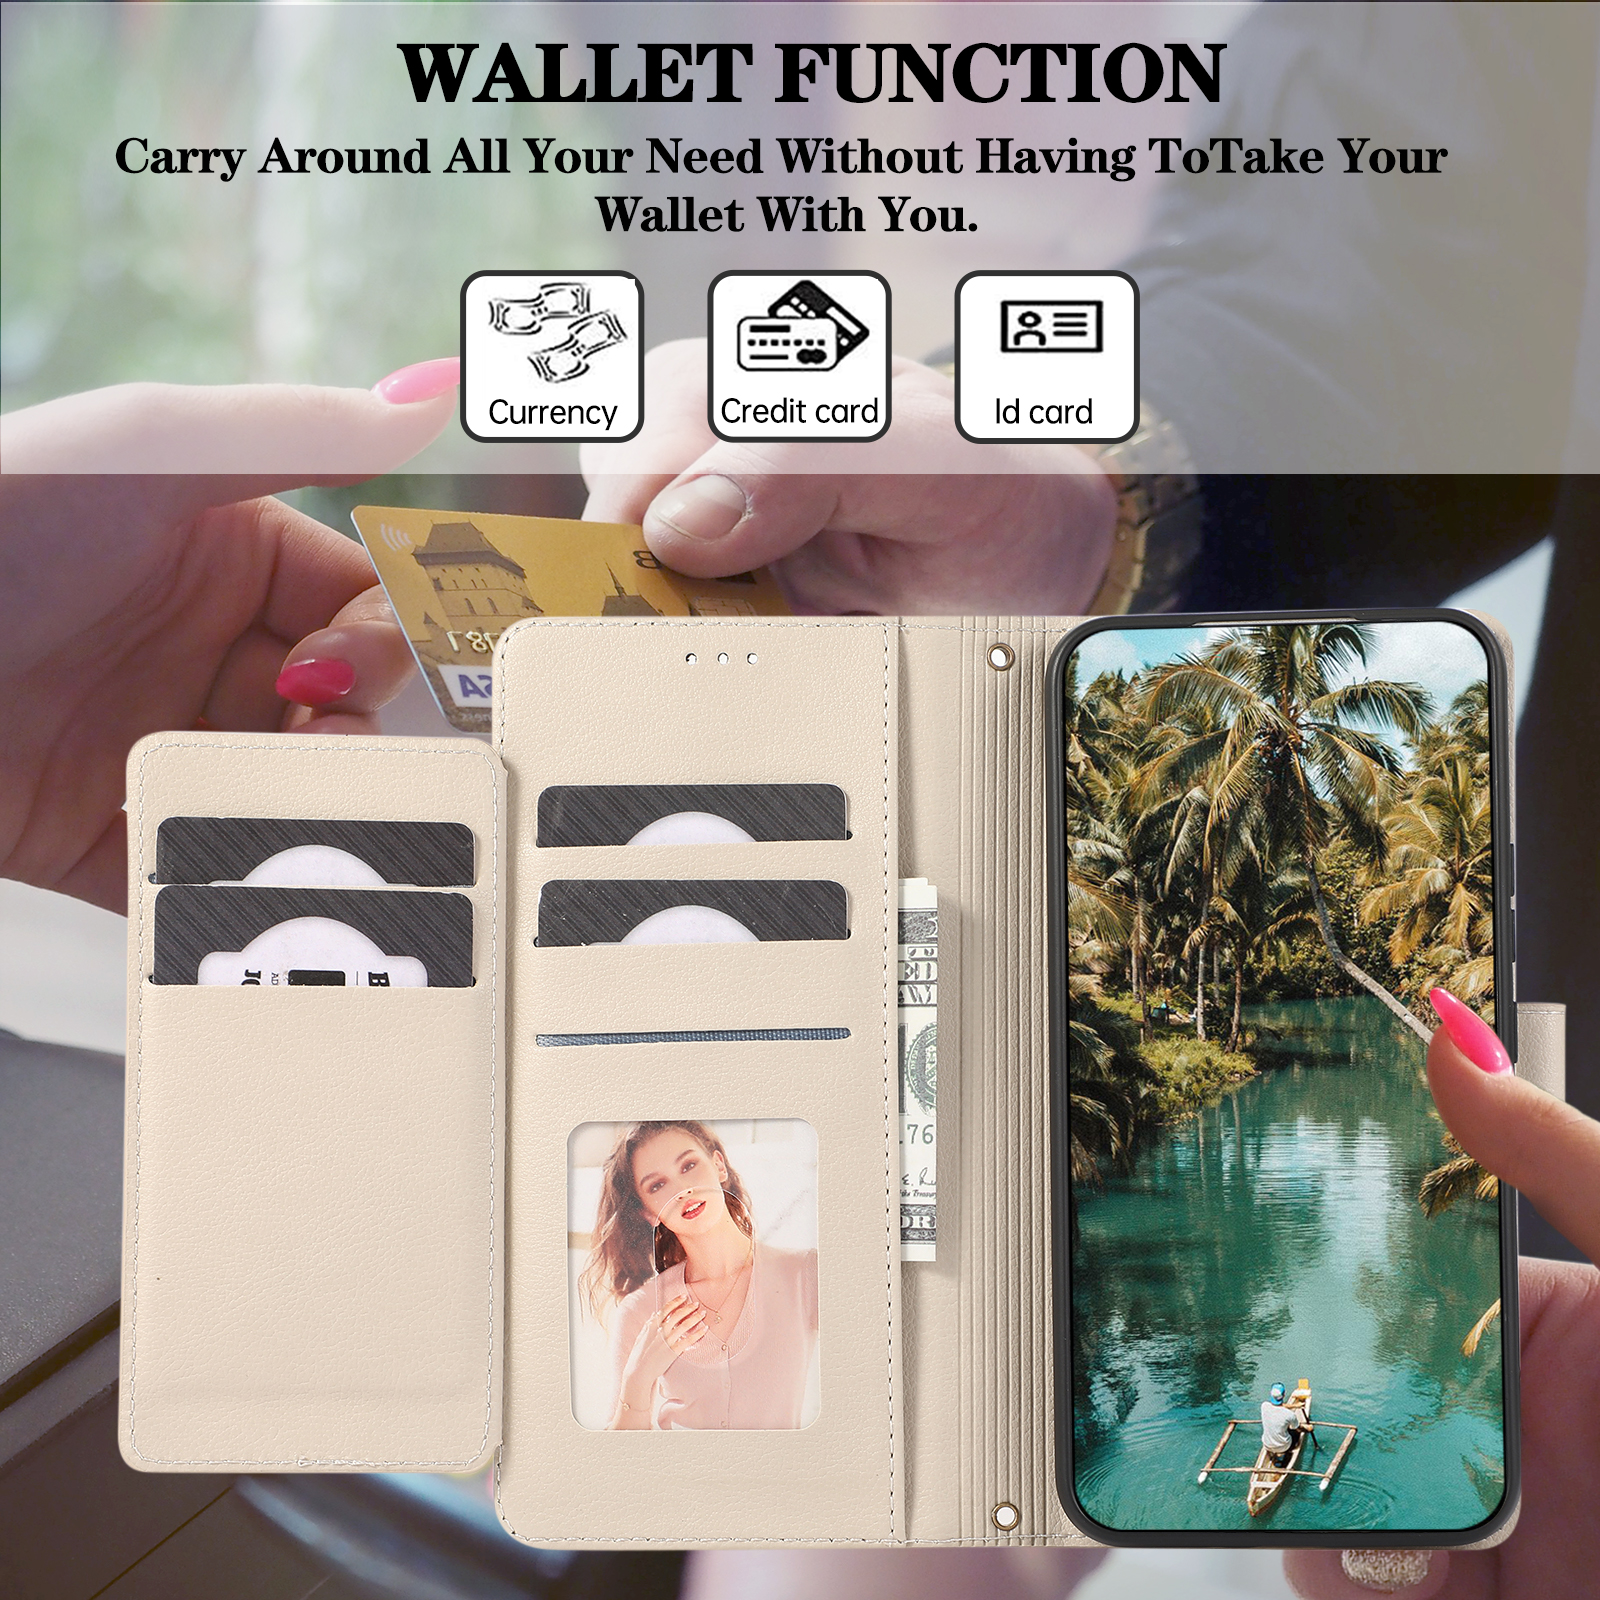 WALLET FUNCTION
Carry Around All Your Need Without Having ToTake Your
Wallet With You.
Currency
Credit card
Id card